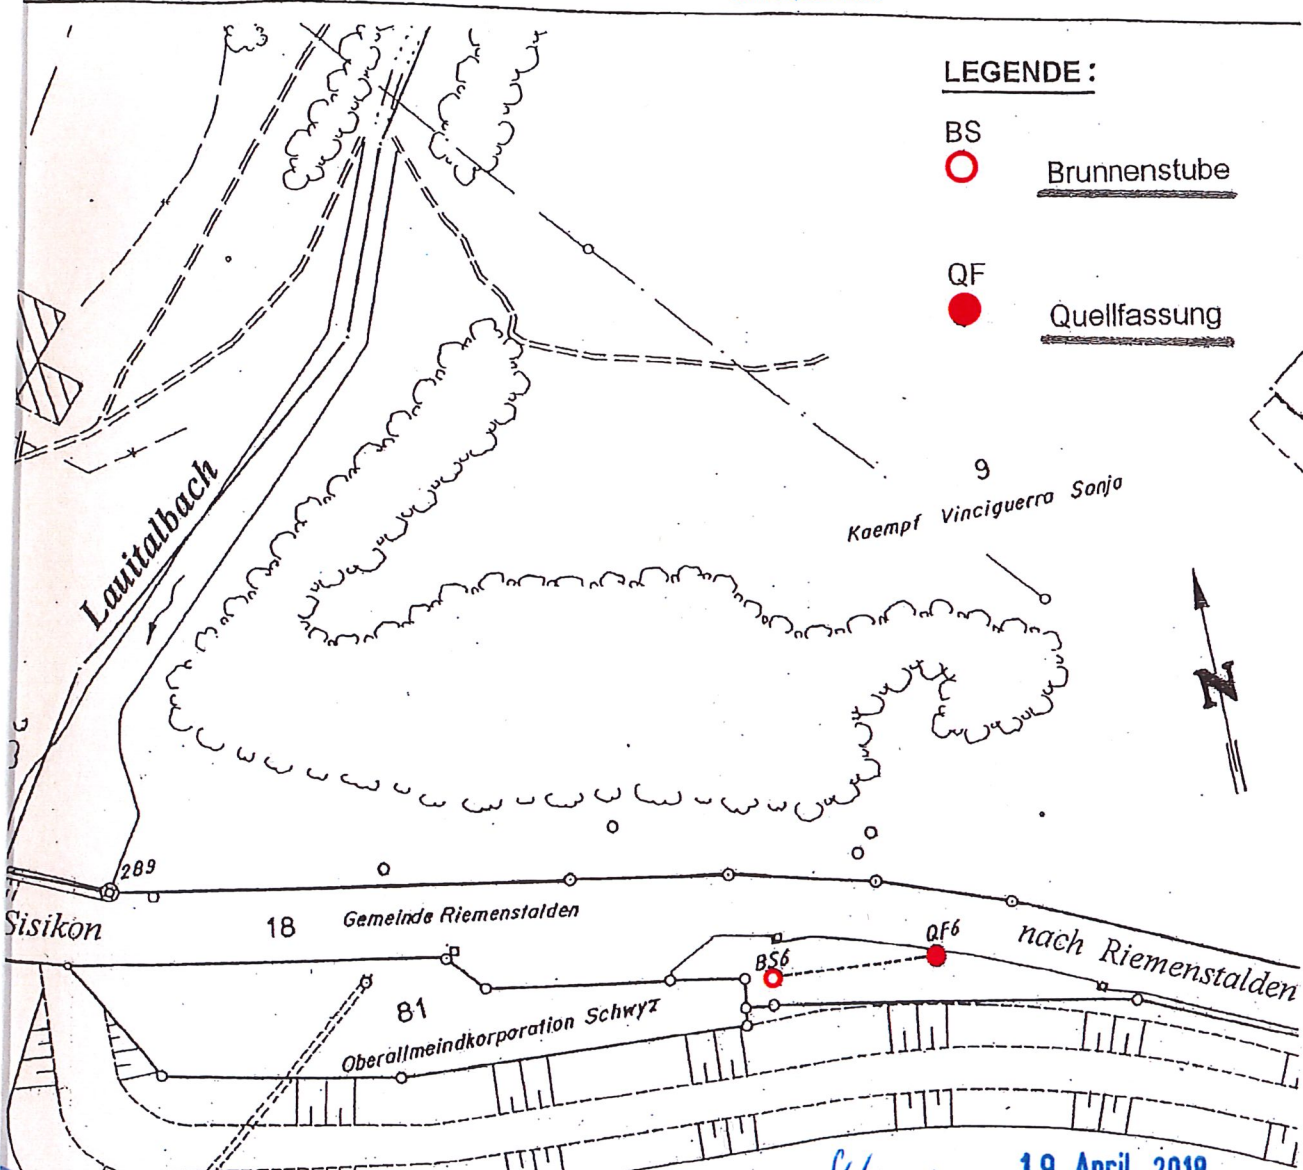 LEGENDE:
BS
Brunnenstube
QF
Quellfassung
9
Kaempf Vinciguerra Sonja
Lauitalbach
N
289
Sisikon
18
Gemeinde Riemenstalden
QF6
nach Riemenstalden
BS6
81
Oberallmeindkorporation Schwyz
19. April 2019